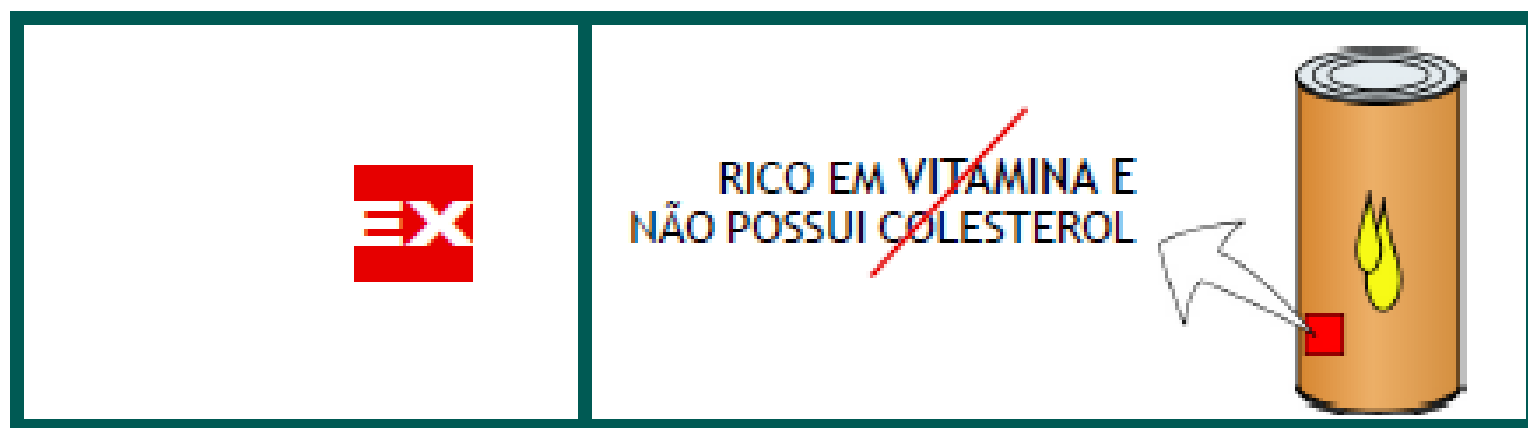 EX
RICO EM VITAMINA E
NÃO POSSUI COLESTEROL